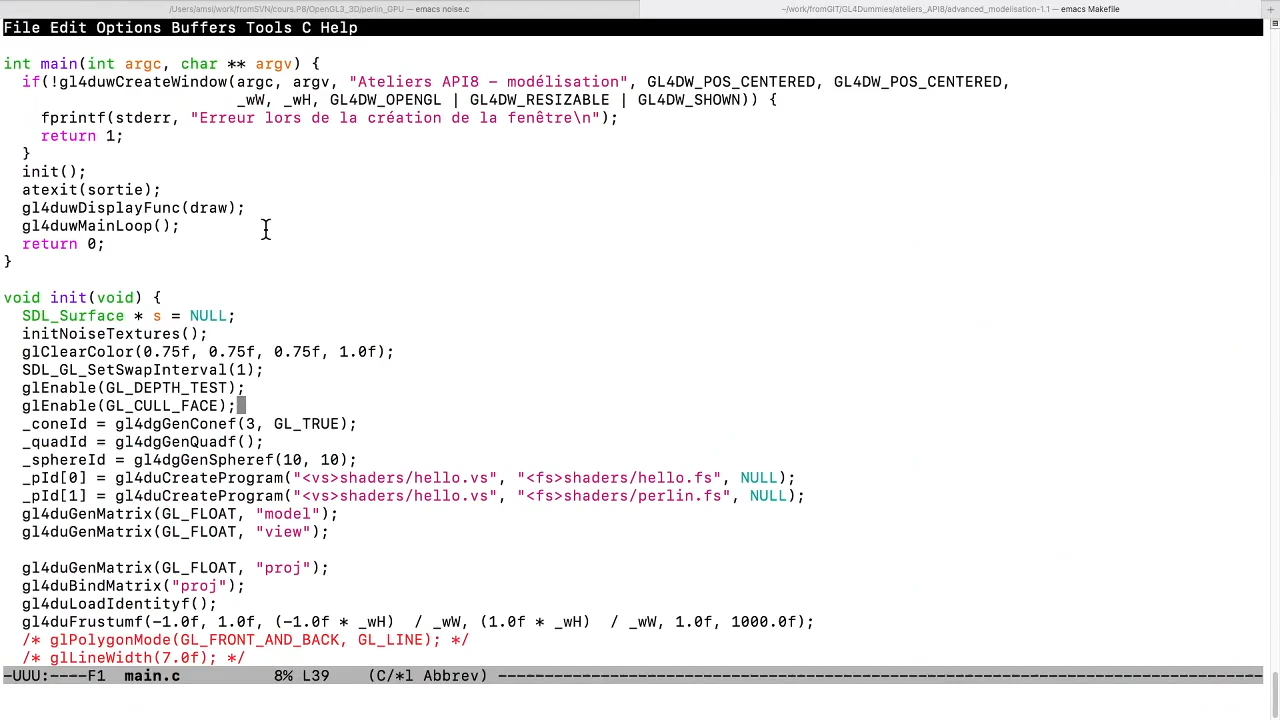 /Users/amsi/work/fromSVN/cours.P8/OpenGL3_3D/perlin_GPU — emacs noise.c
~/work/fromGIT/GL4Dummies/ateliers_API8/advanced_modelisation-1.1 — emacs Makefile
File Edit Options Buffers Tools C Help
int main(int argc, char ** argv) {
  if(!gl4duwCreateWindow(argc, argv, "Ateliers API8 - modélisation", GL4DW_POS_CENTERED, GL4DW_POS_CENTERED,
                         _wW, _wH, GL4DW_OPENGL | GL4DW_RESIZABLE | GL4DW_SHOWN)) {
    fprintf(stderr, "Erreur lors de la création de la fenêtre\n");
    return 1;
  }
  init();
  atexit(sortie);
  gl4duwDisplayFunc(draw);
  gl4duwMainLoop();
  return 0;
}
void init(void) {
  SDL_Surface * s = NULL;
  initNoiseTextures();
  glClearColor(0.75f, 0.75f, 0.75f, 1.0f);
  SDL_GL_SetSwapInterval(1);
  glEnable(GL_DEPTH_TEST);
  glEnable(GL_CULL_FACE);
  _coneId = gl4dgGenConef(3, GL_TRUE);
  _quadId = gl4dgGenQuadf();
  _sphereId = gl4dgGenSpheref(10, 10);
  _pId[0] = gl4duCreateProgram("<vs>shaders/hello.vs", "<fs>shaders/hello.fs", NULL);
  _pId[1] = gl4duCreateProgram("<vs>shaders/hello.vs", "<fs>shaders/perlin.fs", NULL);
  gl4duGenMatrix(GL_FLOAT, "model");
  gl4duGenMatrix(GL_FLOAT, "view");
  gl4duGenMatrix(GL_FLOAT, "proj");
  gl4duBindMatrix("proj");
  gl4duLoadIdentityf();
  gl4duFrustumf(-1.0f, 1.0f, (-1.0f * _wH)  / _wW, (1.0f * _wH)  / _wW, 1.0f, 1000.0f);
  /* glPolygonMode(GL_FRONT_AND_BACK, GL_LINE); */
  /* glLineWidth(7.0f); */
-UUU:----F1  main.c          8% L39    (C/*l Abbrev) ----------------------------------------------------------------------------------